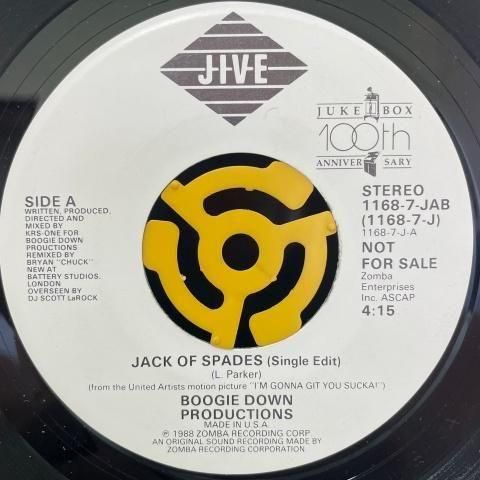 JIVE
JUKEBOX
100th
ANNIVERSARY
SIDE A
WRITTEN, PRODUCED,
DIRECTED AND
MIXED BY
KRS-ONE FOR
BOOGIE DOWN
PROUCTIONS
REMIXED BY
BRYAN "CHUCK"
NEW AT
BATTERY STUDIOS.
LONDON
OVERSEEN BY
DJ SCOTT LaROCK
STEREO
1168-7-JAB
(1168-7-J)
1168-7-J-A
NOT
FOR SALE
Zomba
Enterprises
Inc. ASCAP
4:15
JACK OF SPADES (Single Edit)
(L. Parker)
(from the United Artists motion picture "I'M GONNA GIT YOU SUCKA!")
BOOGIE DOWN
PRODUCTIONS
MADE IN U.S.A.
℗ 1988 ZOMBA RECORDING CORP.
AN ORIGINAL SOUND RECORDING MADE BY
ZOMBA RECORDING CORPORATION.